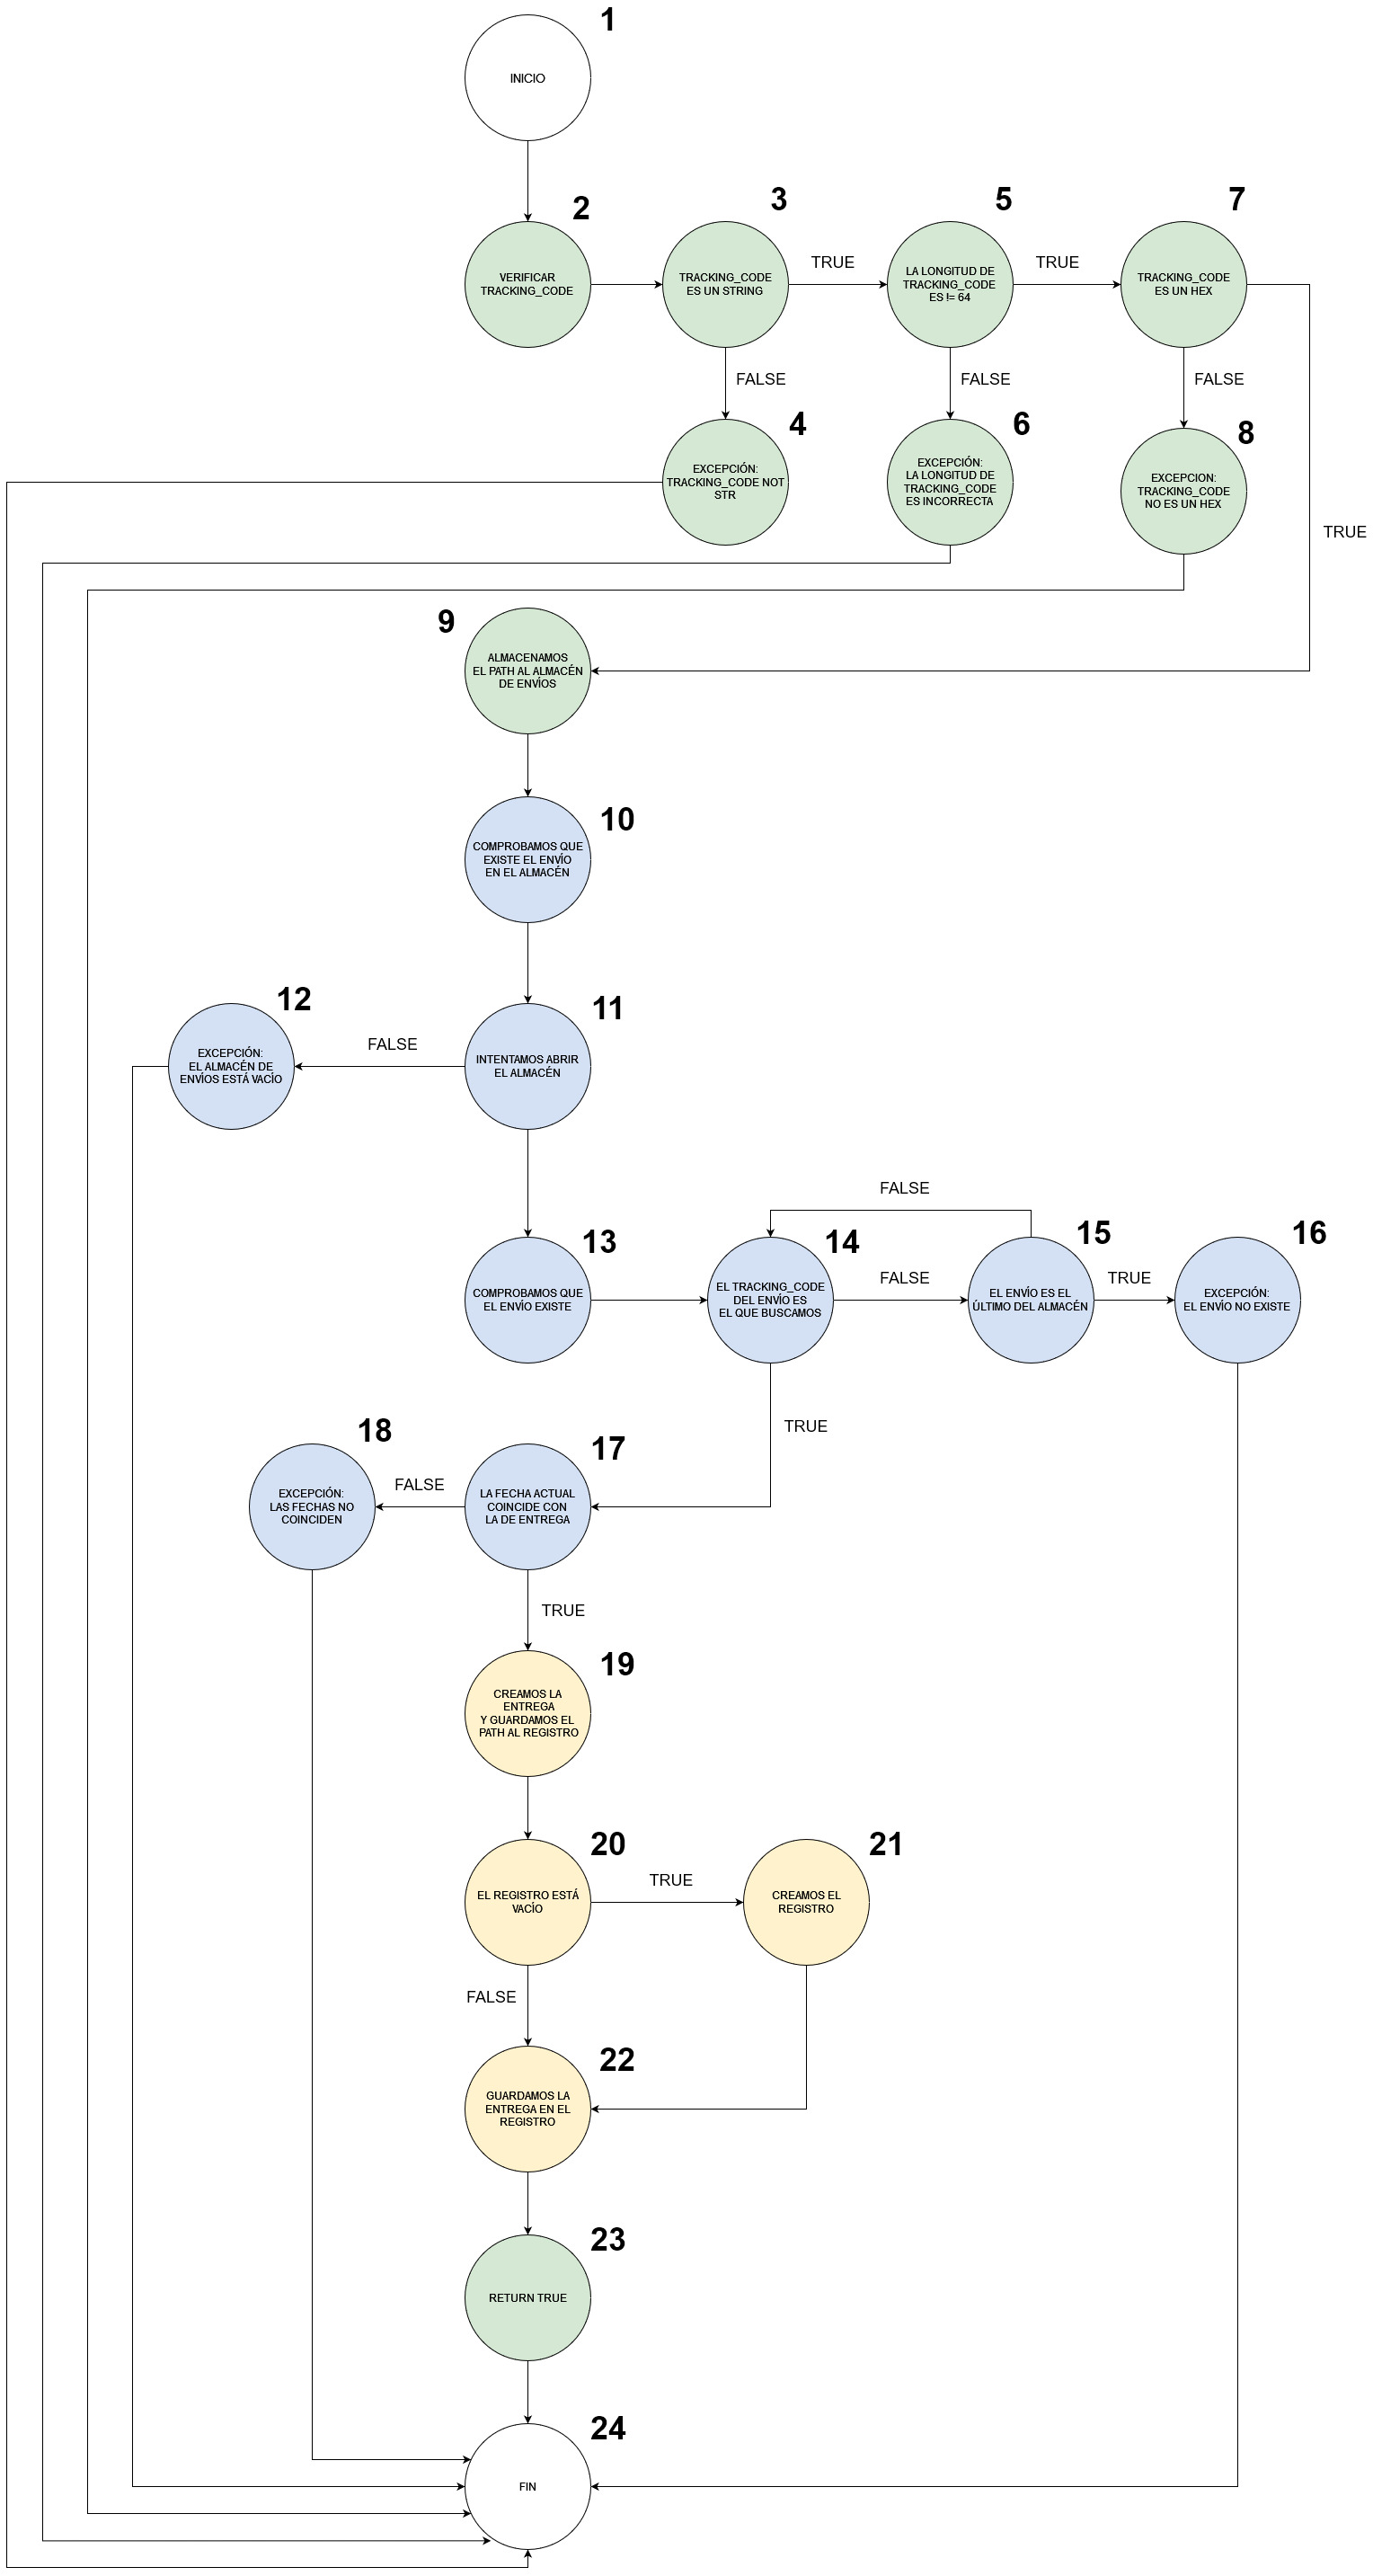 1
INICIO
2
VERIFICAR
TRACKING_CODE
3
TRACKING_CODE
ES UN STRING
TRUE
5
LA LONGITUD DE
TRACKING_CODE
ES != 64
TRUE
7
TRACKING_CODE
ES UN HEX
FALSE
FALSE
FALSE
TRUE
4
EXCEPCIÓN:
TRACKING_CODE NOT
STR
6
EXCEPCIÓN:
LA LONGITUD DE
TRACKING_CODE
ES INCORRECTA
8
EXCEPCION:
TRACKING_CODE
NO ES UN HEX
9
ALMACENAMOS
EL PATH AL ALMACÉN
DE ENVÍOS
10
COMPROBAMOS QUE
EXISTE EL ENVÍO
EN EL ALMACÉN
12
EXCEPCIÓN:
EL ALMACÉN DE
ENVÍOS ESTÁ VACÍO
FALSE
11
INTENTAMOS ABRIR
EL ALMACÉN
13
COMPROBAMOS QUE
EL ENVÍO EXISTE
14
EL TRACKING_CODE
DEL ENVÍO ES
EL QUE BUSCAMOS
FALSE
FALSE
15
EL ENVÍO ES EL
ÚLTIMO DEL ALMACÉN
TRUE
16
EXCEPCIÓN:
EL ENVÍO NO EXISTE
TRUE
18
EXCEPCIÓN:
LAS FECHAS NO
COINCIDEN
FALSE
17
LA FECHA ACTUAL
COINCIDE CON
LA DE ENTREGA
TRUE
19
CREAMOS LA
ENTREGA
Y GUARDAMOS EL
PATH AL REGISTRO
20
EL REGISTRO ESTÁ
VACÍO
TRUE
21
CREAMOS EL
REGISTRO
FALSE
22
GUARDAMOS LA
ENTREGA EN EL
REGISTRO
23
RETURN TRUE
24
FIN